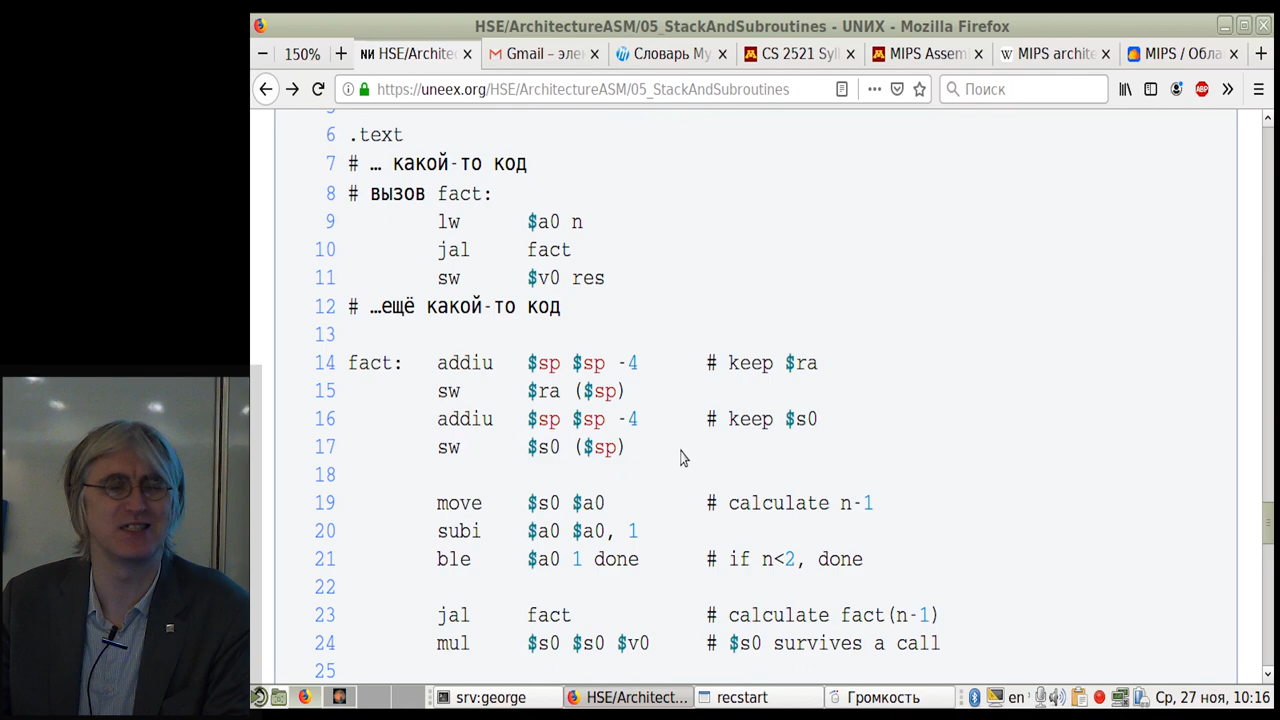 HSE/ArchitectureASM/05_StackAndSubroutines - UNИX - Mozilla Firefox
150% NИ HSE/Architec Gmail – элек Словарь Му CS 2521 Syll MIPS Assem MIPS archite MIPS / Обла
https://uneex.org/HSE/ArchitectureASM/05_StackAndSubroutines Поиск ABP
6 .text
7 # … какой-то код
8 # вызов fact:
9 lw $a0 n
10 jal fact
11 sw $v0 res
12 # …ещё какой-то код
13
14 fact: addiu $sp $sp -4 # keep $ra
15 sw $ra ($sp)
16 addiu $sp $sp -4 # keep $s0
17 sw $s0 ($sp)
18
19 move $s0 $a0 # calculate n-1
20 subi $a0 $a0, 1
21 ble $a0 1 done # if n<2, done
22
23 jal fact # calculate fact(n-1)
24 mul $s0 $s0 $v0 # $s0 survives a call
25
srv:george HSE/Architect... recstart Громкость en Ср, 27 ноя, 10:16